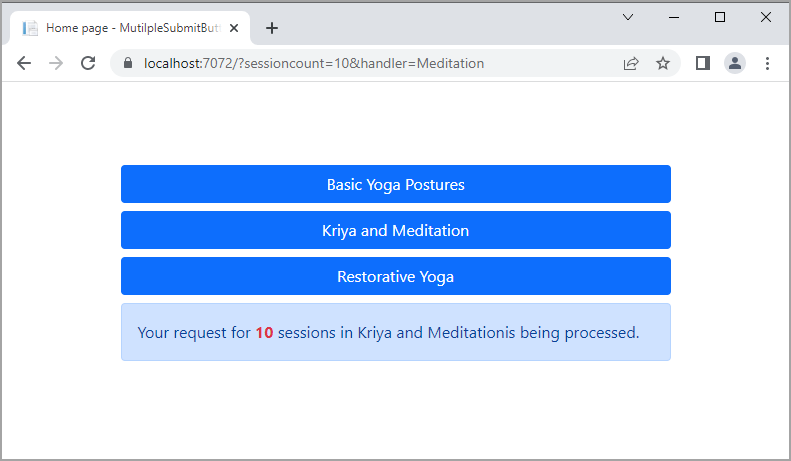 Home page - MutilpleSubmitBut
localhost:7072/?sessioncount=10&handler=Meditation
Basic Yoga Postures
Kriya and Meditation
Restorative Yoga
Your request for 10 sessions in Kriya and Meditationis being processed.